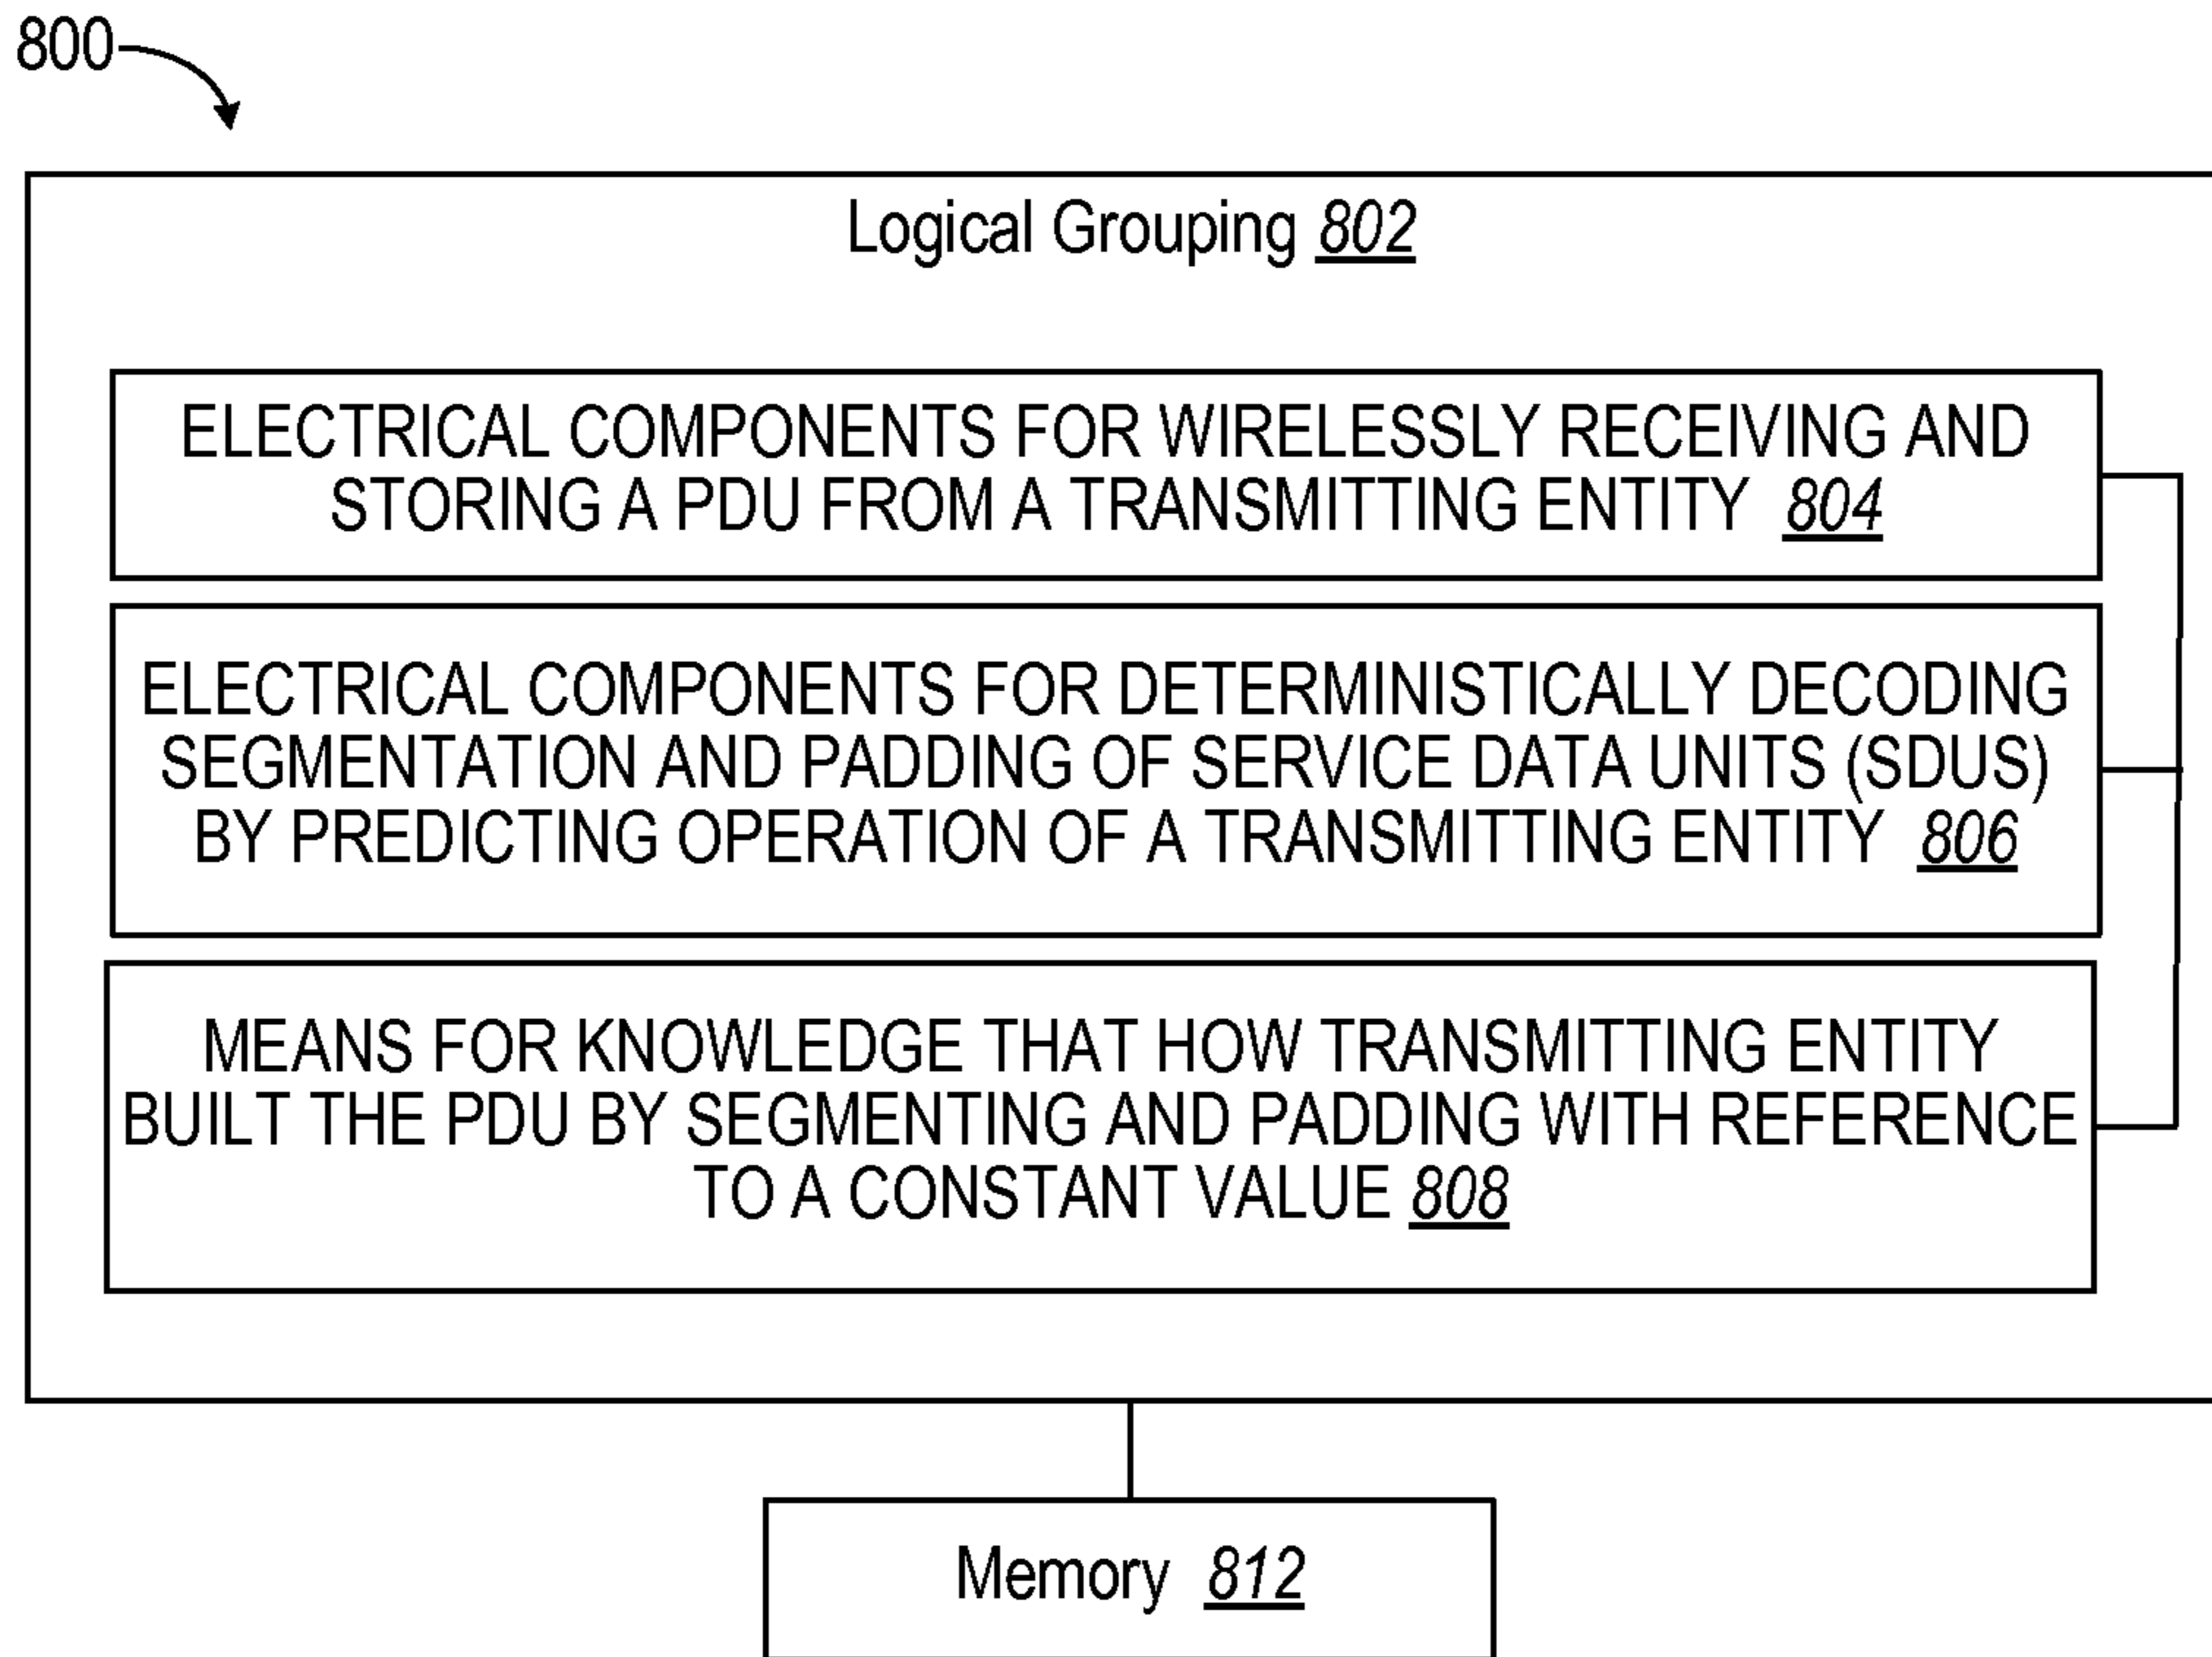 800
Logical Grouping 802
ELECTRICAL COMPONENTS FOR WIRELESSLY RECEIVING AND
STORING A PDU FROM A TRANSMITTING ENTITY 804
ELECTRICAL COMPONENTS FOR DETERMINISTICALLY DECODING
SEGMENTATION AND PADDING OF SERVICE DATA UNITS (SDUS)
BY PREDICTING OPERATION OF A TRANSMITTING ENTITY 806
MEANS FOR KNOWLEDGE THAT HOW TRANSMITTING ENTITY
BUILT THE PDU BY SEGMENTING AND PADDING WITH REFERENCE
TO A CONSTANT VALUE 808
Memory 812